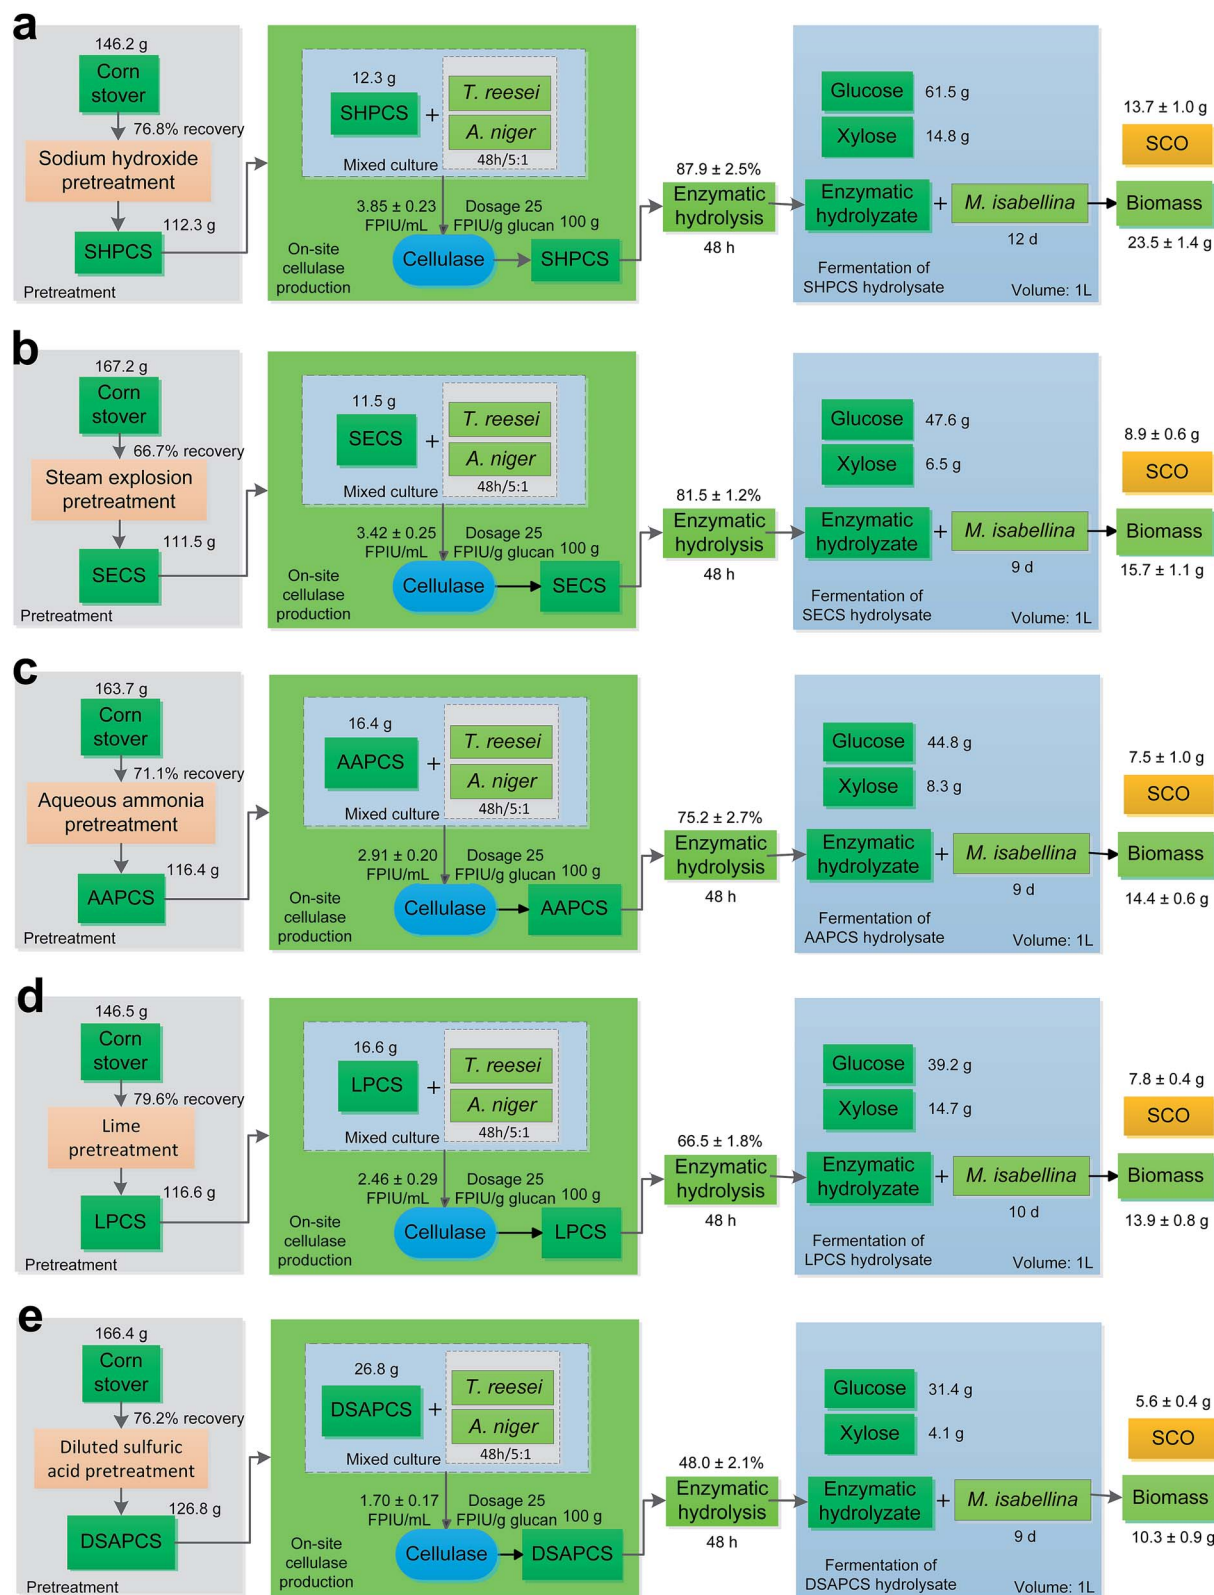 a
146.2 g
Corn
stover
76.8% recovery
Sodium hydroxide
pretreatment
112.3 g
SHPCS
Pretreatment
12.3 g
SHPCS
+
T. reesei
A. niger
48h/5:1
Mixed culture
3.85 ± 0.23
FPIU/mL
Dosage 25
FPIU/g glucan
100 g
On-site
cellulase
production
Cellulase
SHPCS
87.9 ± 2.5%
Enzymatic
hydrolysis
48 h
Glucose
61.5 g
Xylose
14.8 g
Enzymatic
hydrolyzate
+
M. isabellina
12 d
Fermentation of
SHPCS hydrolysate
Volume: 1L
13.7 ± 1.0 g
SCO
Biomass
23.5 ± 1.4 g
b
167.2 g
Corn
stover
66.7% recovery
Steam explosion
pretreatment
111.5 g
SECS
Pretreatment
11.5 g
SECS
+
T. reesei
A. niger
48h/5:1
Mixed culture
3.42 ± 0.25
FPIU/mL
Dosage 25
FPIU/g glucan
100 g
On-site
cellulase
production
Cellulase
SECS
81.5 ± 1.2%
Enzymatic
hydrolysis
48 h
Glucose
47.6 g
Xylose
6.5 g
Enzymatic
hydrolyzate
+
M. isabellina
9 d
Fermentation of
SECS hydrolysate
Volume: 1L
8.9 ± 0.6 g
SCO
Biomass
15.7 ± 1.1 g
c
163.7 g
Corn
stover
71.1% recovery
Aqueous ammonia
pretreatment
116.4 g
AAPCS
Pretreatment
16.4 g
AAPCS
+
T. reesei
A. niger
48h/5:1
Mixed culture
2.91 ± 0.20
FPIU/mL
Dosage 25
FPIU/g glucan
100 g
On-site
cellulase
production
Cellulase
AAPCS
75.2 ± 2.7%
Enzymatic
hydrolysis
48 h
Glucose
44.8 g
Xylose
8.3 g
Enzymatic
hydrolyzate
+
M. isabellina
9 d
Fermentation of
AAPCS hydrolysate
Volume: 1L
7.5 ± 1.0 g
SCO
Biomass
14.4 ± 0.6 g
d
146.5 g
Corn
stover
79.6% recovery
Lime
pretreatment
116.6 g
LPCS
Pretreatment
16.6 g
LPCS
+
T. reesei
A. niger
48h/5:1
Mixed culture
2.46 ± 0.29
FPIU/mL
Dosage 25
FPIU/g glucan
100 g
On-site
cellulase
production
Cellulase
LPCS
66.5 ± 1.8%
Enzymatic
hydrolysis
48 h
Glucose
39.2 g
Xylose
14.7 g
Enzymatic
hydrolyzate
+
M. isabellina
10 d
Fermentation of
LPCS hydrolysate
Volume: 1L
7.8 ± 0.4 g
SCO
Biomass
13.9 ± 0.8 g
e
166.4 g
Corn
stover
76.2% recovery
Diluted sulfuric
acid pretreatment
126.8 g
DSAPCS
Pretreatment
26.8 g
DSAPCS
+
T. reesei
A. niger
48h/5:1
Mixed culture
1.70 ± 0.17
FPIU/mL
Dosage 25
FPIU/g glucan
100 g
On-site
cellulase
production
Cellulase
DSAPCS
48.0 ± 2.1%
Enzymatic
hydrolysis
48 h
Glucose
31.4 g
Xylose
4.1 g
Enzymatic
hydrolyzate
+
M. isabellina
9 d
Fermentation of
DSAPCS hydrolysate
Volume: 1L
5.6 ± 0.4 g
SCO
Biomass
10.3 ± 0.9 g